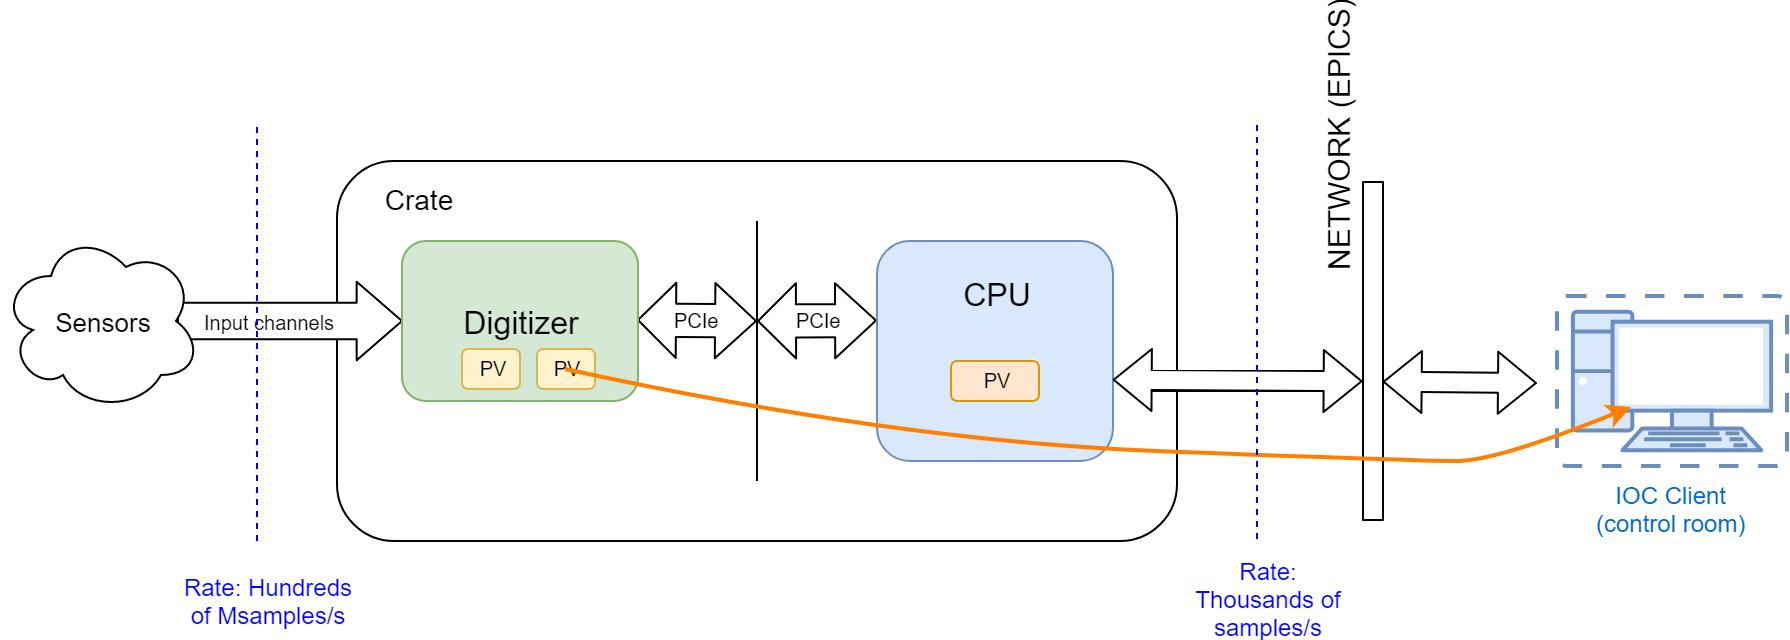 NETWORK (EPICS)
Crate
Sensors
Input channels
Digitizer
PV
PV
PCIe
PCIe
CPU
PV
IOC Client
(control room)
Rate: Hundreds
of Msamples/s
Rate:
Thousands of
samples/s